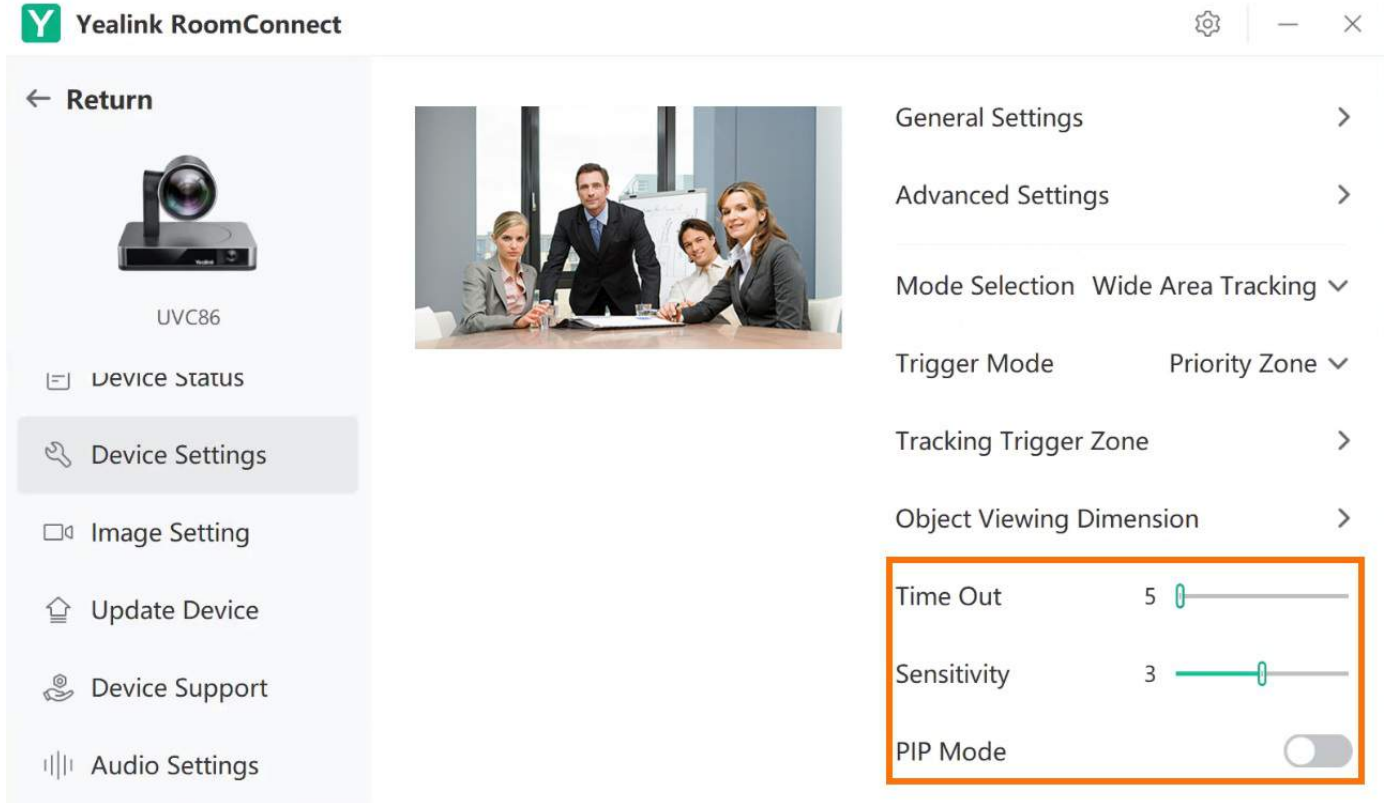 Yealink RoomConnect
Return
UVC86
Device Status
Device Settings
Image Setting
Update Device
Device Support
Audio Settings
General Settings
Advanced Settings
Mode Selection Wide Area Tracking
Trigger Mode Priority Zone
Tracking Trigger Zone
Object Viewing Dimension
Time Out 5
Sensitivity 3
PIP Mode